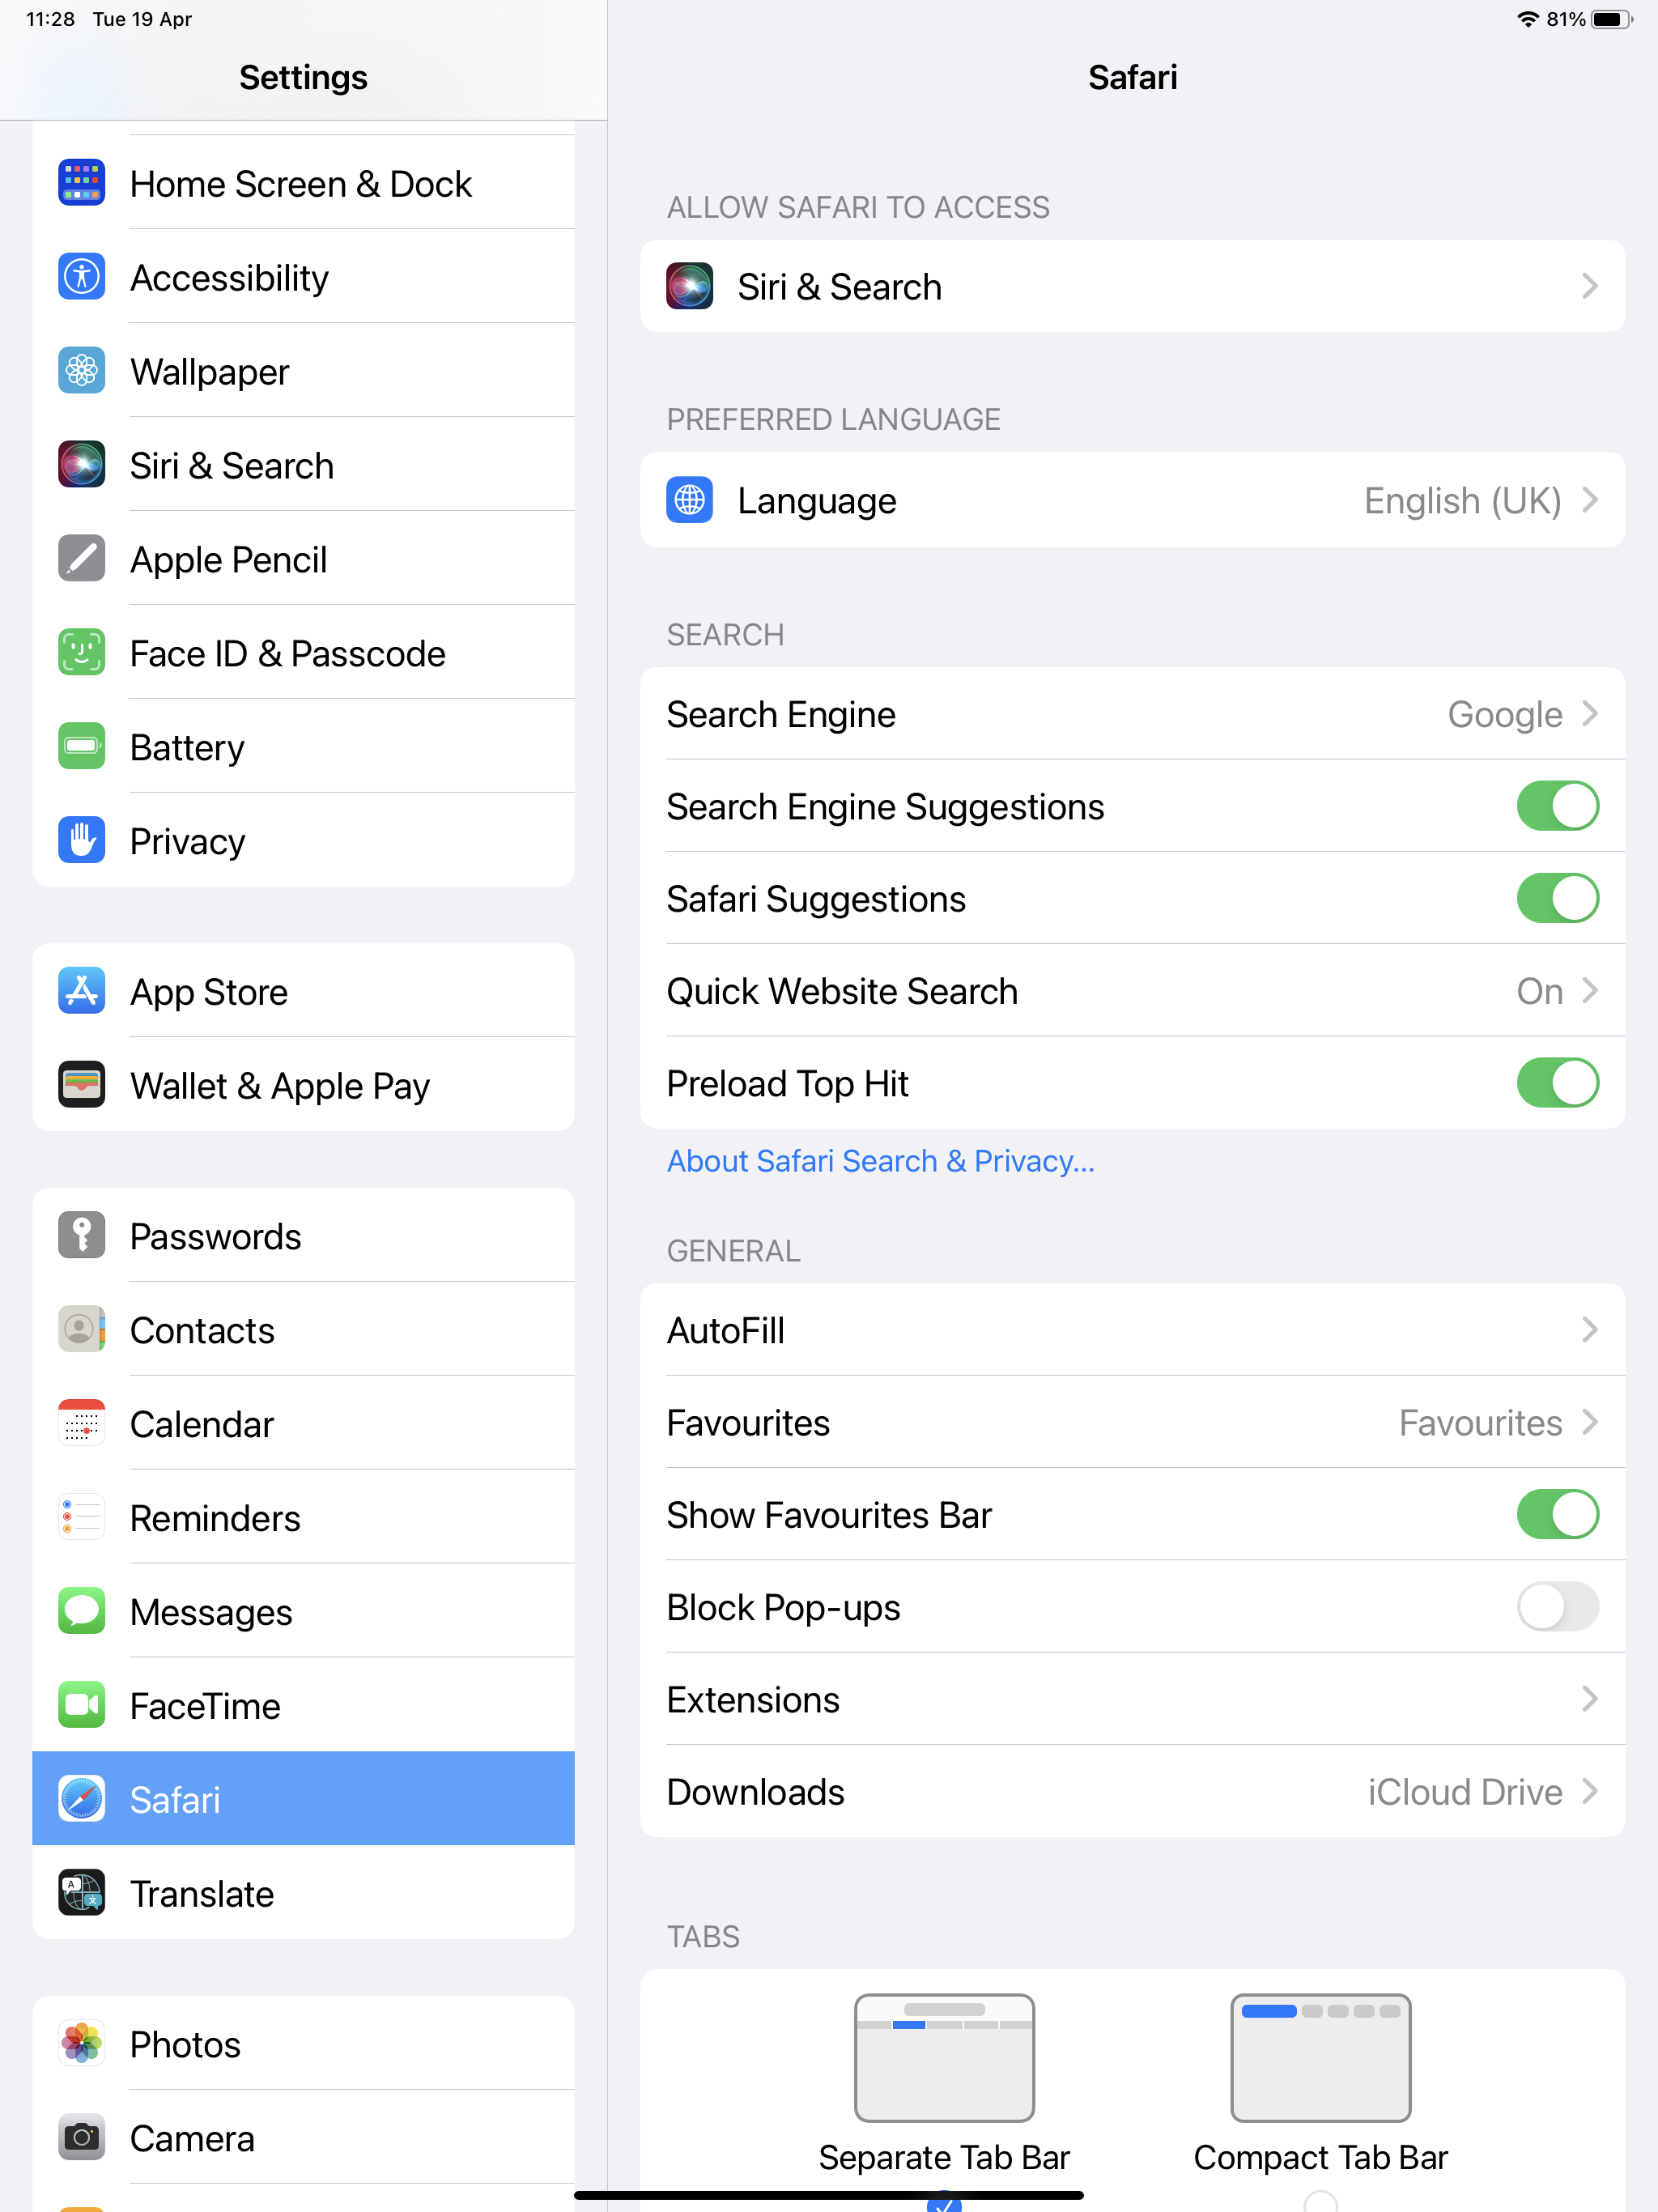 11:28 Tue 19 Apr
81%
Settings
Home Screen & Dock
Accessibility
Wallpaper
Siri & Search
Apple Pencil
Face ID & Passcode
Battery
Privacy
App Store
Wallet & Apple Pay
Passwords
Contacts
Calendar
Reminders
Messages
FaceTime
Safari
Translate
Photos
Camera
Safari
ALLOW SAFARI TO ACCESS
Siri & Search
PREFERRED LANGUAGE
Language English (UK)
SEARCH
Search Engine Google
Search Engine Suggestions
Safari Suggestions
Quick Website Search On
Preload Top Hit
About Safari Search & Privacy...
GENERAL
AutoFill
Favourites Favourites
Show Favourites Bar
Block Pop-ups
Extensions
Downloads iCloud Drive
TABS
Separate Tab Bar Compact Tab Bar